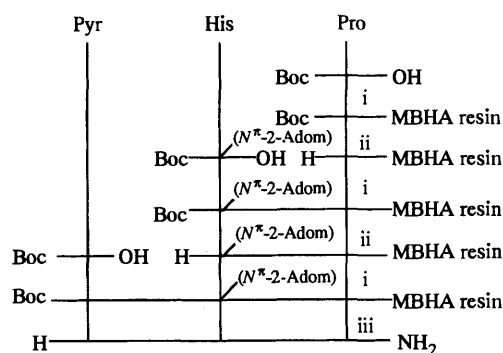 Pyr His Pro
Boc OH
i
Boc MBHA resin
(Nπ-2-Adom) ii
Boc OH H MBHA resin
(Nπ-2-Adom) i
Boc MBHA resin
(Nπ-2-Adom) ii
Boc OH H MBHA resin
(Nπ-2-Adom) i
Boc MBHA resin
iii
H NH2